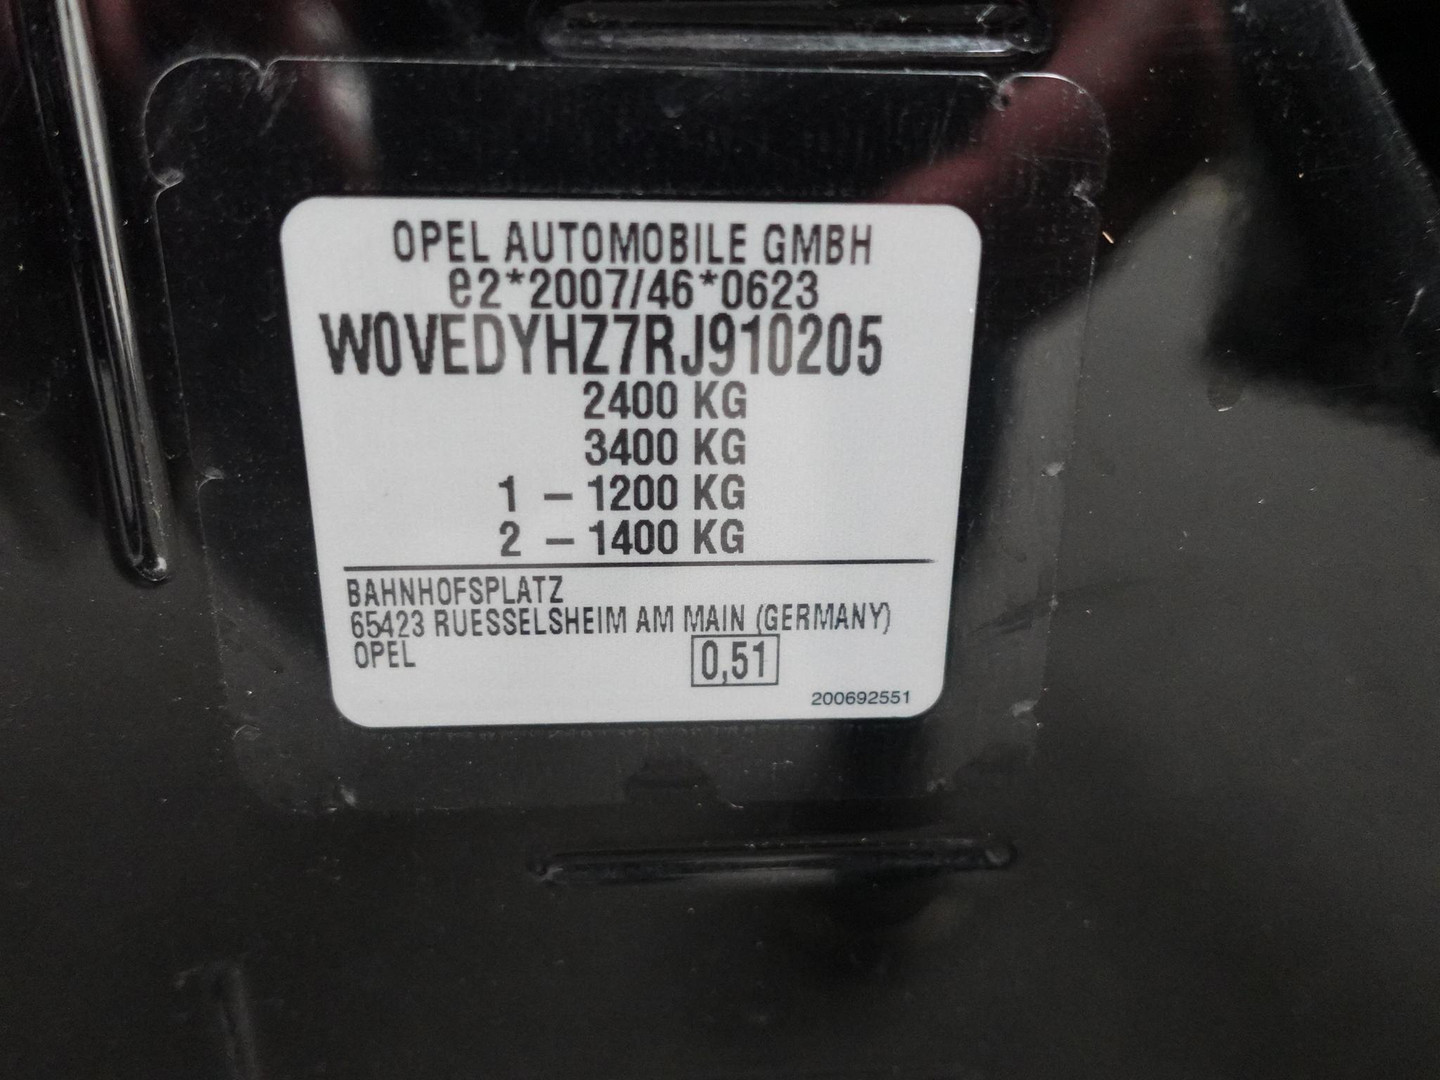 OPEL AUTOMOBILE GMBH
e2*2007/46*0623
W0VEDYHZ7RJ910205
2400 KG
3400 KG
1 – 1200 KG
2 – 1400 KG
BAHNHOFSPLATZ
65423 RUESSELSHEIM AM MAIN (GERMANY)
OPEL 0,51
200692551